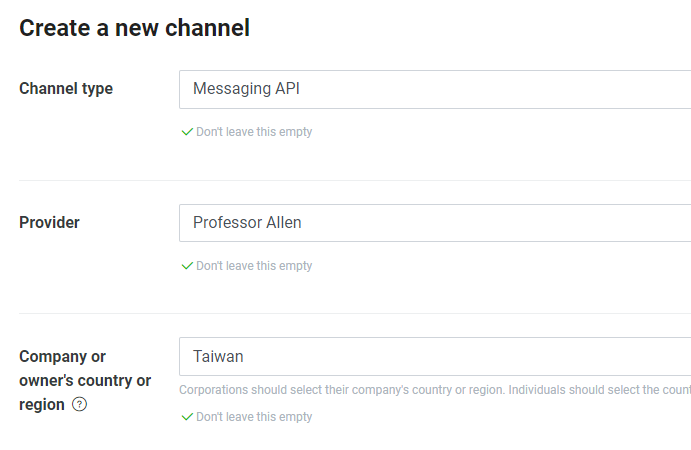 Create a new channel
Channel type
Messaging API
Don't leave this empty
Provider
Professor Allen
Don't leave this empty
Company or
owner's country or
region ?
Taiwan
Corporations should select their company's country or region. Individuals should select the
Don't leave this empty